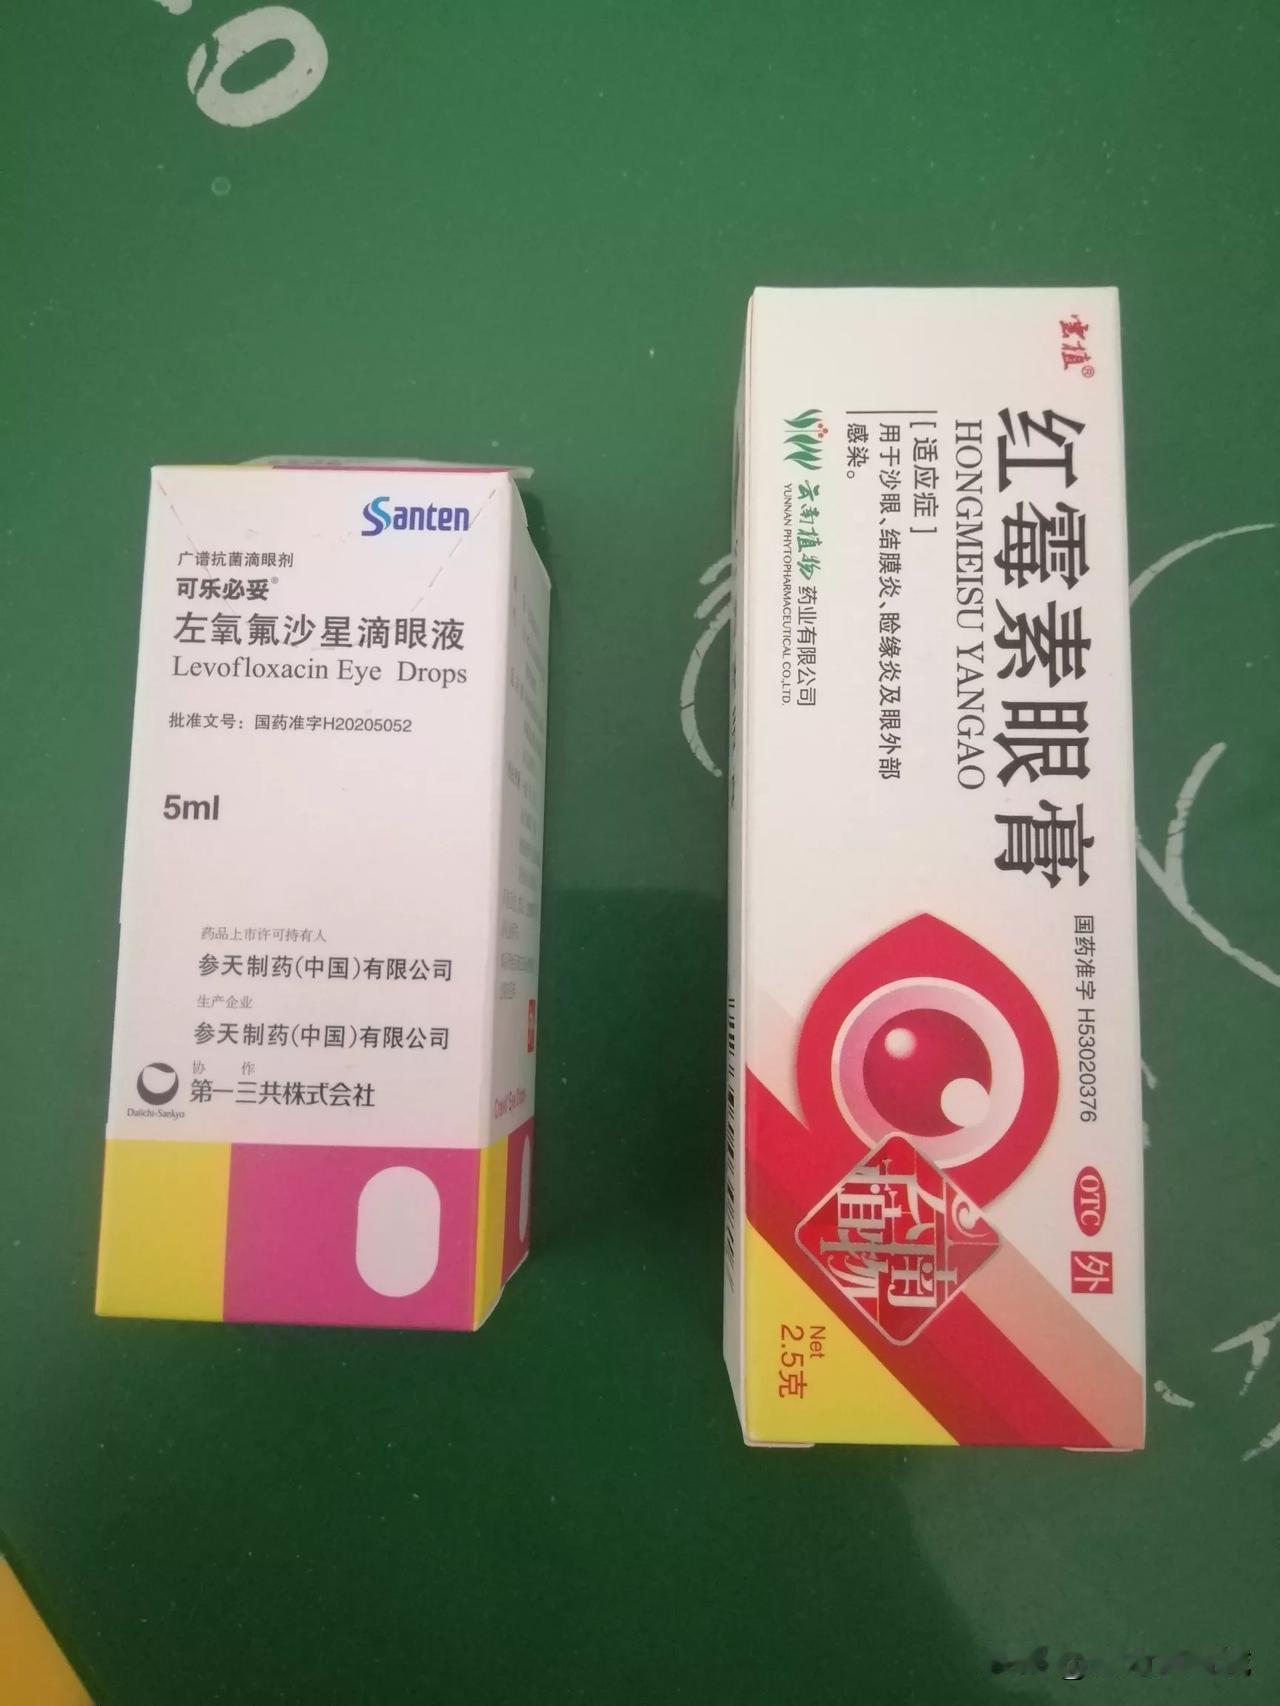 Santen
广谱抗菌滴眼剂
可乐必妥®
左氧氟沙星滴眼液
Levofloxacin Eye Drops
批准文号：国药准字H20205052
5ml
药品上市许可持有人
参天制药(中国)有限公司
生产企业
参天制药(中国)有限公司
协 作
第一三共株式会社
Daiichi-Sankyo
红霉素眼膏
HONGMEISU YANGAO
[适应症]
用于沙眼、结膜炎、睑缘炎及眼外部
感染。
云南植物药业有限公司
YUNNAN PHYTOPHARMACEUTICAL CO.,LTD.
国药准字 H53020376
OTC
外
Net
2.5克